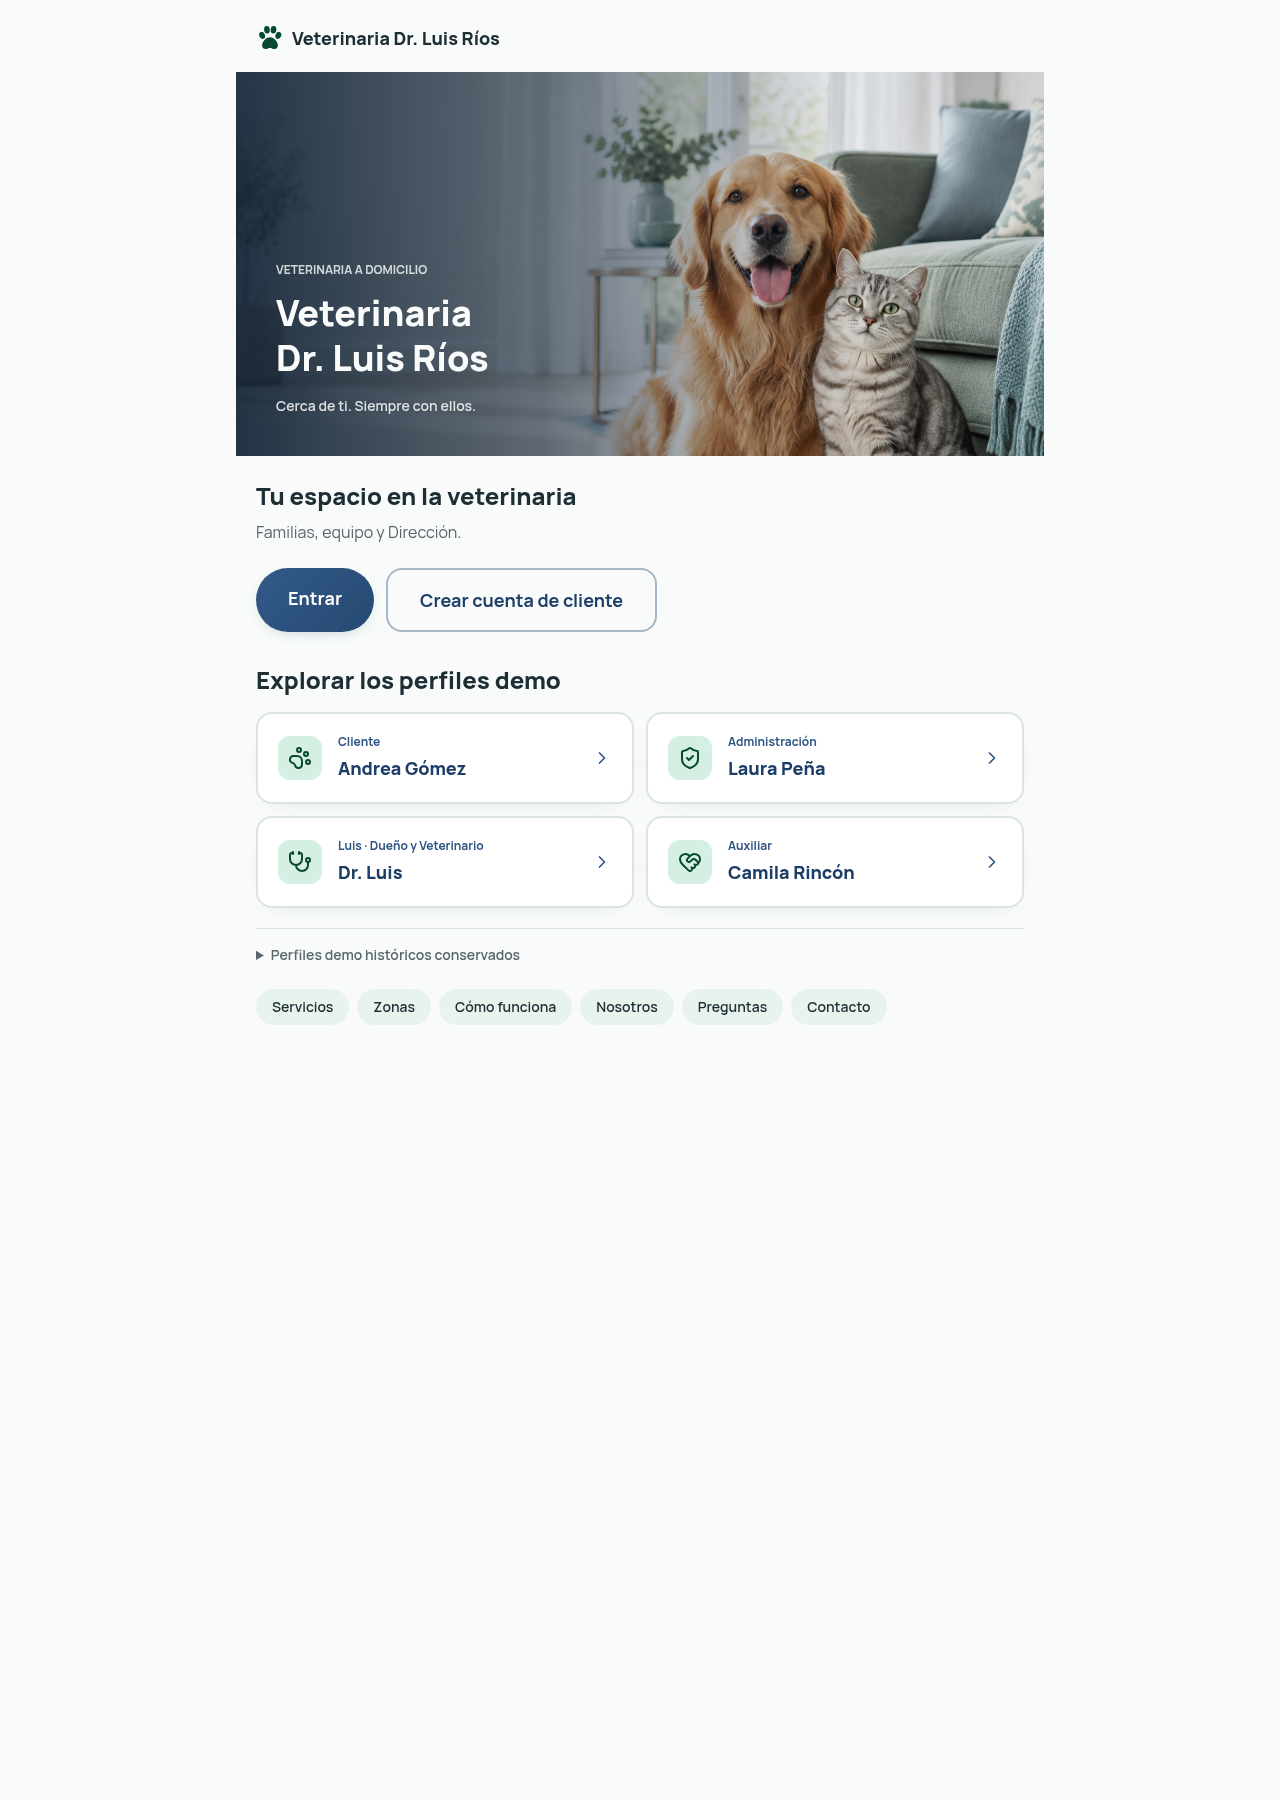 Veterinaria Dr. Luis Ríos
VETERINARIA A DOMICILIO
Veterinaria
Dr. Luis Ríos
Cerca de ti. Siempre con ellos.
Tu espacio en la veterinaria
Familias, equipo y Dirección.
Entrar
Crear cuenta de cliente
Explorar los perfiles demo
Cliente
Andrea Gómez
Administración
Laura Peña
Luis · Dueño y Veterinario
Dr. Luis
Auxiliar
Camila Rincón
Perfiles demo históricos conservados
Servicios
Zonas
Cómo funciona
Nosotros
Preguntas
Contacto